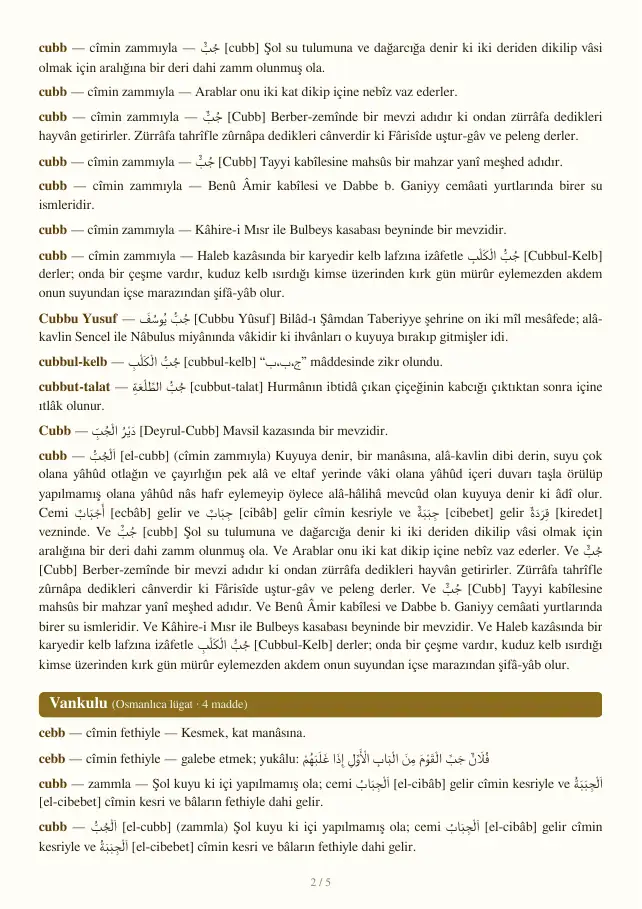 cubb — cîmin zammıyla — جُبٌّ [cubb] Şol su tulumuna ve dağarcığa denir ki iki deriden dikilip vâsi
olmak için aralığına bir deri dahi zamm olunmuş ola.
cubb — cîmin zammıyla — Arablar onu iki kat dikip içine nebîz vaz ederler.
cubb — cîmin zammıyla — جُبٌّ [Cubb] Berber-zemînde bir mevzi adıdır ki ondan zürrâfa dedikleri
hayvân getirirler. Zürrâfa tahrîfle zûrnâpa dedikleri cânverdir ki Fârisîde uştur-gâv ve peleng derler.
cubb — cîmin zammıyla — جُبٌّ [Cubb] Tayyi kabîlesine mahsûs bir mahzar yanî meşhed adıdır.
cubb — cîmin zammıyla — Benû Âmir kabîlesi ve Dabbe b. Ganiyy cemâati yurtlarında birer su
ismleridir.
cubb — cîmin zammıyla — Kâhire-i Mısr ile Bulbeys kasabası beyninde bir mevzidir.
cubb — cîmin zammıyla — Haleb kazâsında bir karyedir kelb lafzına izâfetle جُبُّ الْكَلْبِ [Cubbul-Kelb]
derler; onda bir çeşme vardır, kuduz kelb ısırdığı kimse üzerinden kırk gün mürûr eylemezden akdem
onun suyundan içse marazından şifâ-yâb olur.
Cubbu Yusuf — جُبُّ يُوسُفَ [Cubbu Yûsuf] Bilâd-ı Şâmdan Taberiyye şehrine on iki mîl mesâfede; alâ-
kavlin Sencel ile Nâbulus miyânında vâkidir ki ihvânları o kuyuya bırakıp gitmişler idi.
cubbul-kelb — جُبُّ الْكَلْبِ [cubbul-kelb] “ج،ب،ب” mâddesinde zikr olundu.
cubbut-talat — جُبُّ الطَّلْعَةِ [cubbut-talat] Hurmânın ibtidâ çıkan çiçeğinin kabcığı çıktıktan sonra içine
ıtlâk olunur.
Cubb — دَيْرُ الْجُبِّ [Deyrul-Cubb] Mavsil kazasında bir mevzidir.
cubb — اَلْجُبُّ [el-cubb] (cîmin zammıyla) Kuyuya denir, bir manâsına, alâ-kavlin dibi derin, suyu çok
olana yâhûd otlağın ve çayırlığın pek alâ ve eltaf yerinde vâki olana yâhûd içeri duvarı taşla örülüp
yapılmamış olana yâhûd nâs hafr eylemeyip öylece alâ-hâlihâ mevcûd olan kuyuya denir ki âdî olur.
Cemi أَجْبَابٌ [ecbâb] gelir ve جِبَابٌ [cibâb] gelir cîmin kesriyle ve جِبَبَةٌ [cibebet] gelir قِرَدَةٌ [kiredet]
vezninde. Ve جُبٌّ [cubb] Şol su tulumuna ve dağarcığa denir ki iki deriden dikilip vâsi olmak için
aralığına bir deri dahi zamm olunmuş ola. Ve Arablar onu iki kat dikip içine nebîz vaz ederler. Ve جُبٌّ
[Cubb] Berber-zemînde bir mevzi adıdır ki ondan zürrâfa dedikleri hayvân getirirler. Zürrâfa tahrîfle
zûrnâpa dedikleri cânverdir ki Fârisîde uştur-gâv ve peleng derler. Ve جُبٌّ [Cubb] Tayyi kabîlesine
mahsûs bir mahzar yanî meşhed adıdır. Ve Benû Âmir kabîlesi ve Dabbe b. Ganiyy cemâati yurtlarında
birer su ismleridir. Ve Kâhire-i Mısr ile Bulbeys kasabası beyninde bir mevzidir. Ve Haleb kazâsında bir
karyedir kelb lafzına izâfetle جُبُّ الْكَلْبِ [Cubbul-Kelb] derler; onda bir çeşme vardır, kuduz kelb ısırdığı
kimse üzerinden kırk gün mürûr eylemezden akdem onun suyundan içse marazından şifâ-yâb olur.
Vankulu (Osmanlıca lügat · 4 madde)
cebb — cîmin fethiyle — Kesmek, kat manâsına.
cebb — cîmin fethiyle — galebe etmek; yukâlu: فُلَانٌ جَبَّ الْقَوْمَ مِنَ الْبَابِ الْأَوَّلِ إِذَا غَلَبَهُمْ
cubb — zammla — Şol kuyu ki içi yapılmamış ola; cemi اَلْجِبَابُ [el-cibâb] gelir cîmin kesriyle ve اَلْجِبَبَةُ
[el-cibebet] cîmin kesri ve bâların fethiyle dahi gelir.
cubb — اَلْجُبُّ [el-cubb] (zammla) Şol kuyu ki içi yapılmamış ola; cemi اَلْجِبَابُ [el-cibâb] gelir cîmin
kesriyle ve اَلْجِبَبَةُ [el-cibebet] cîmin kesri ve bâların fethiyle dahi gelir.
2 / 5